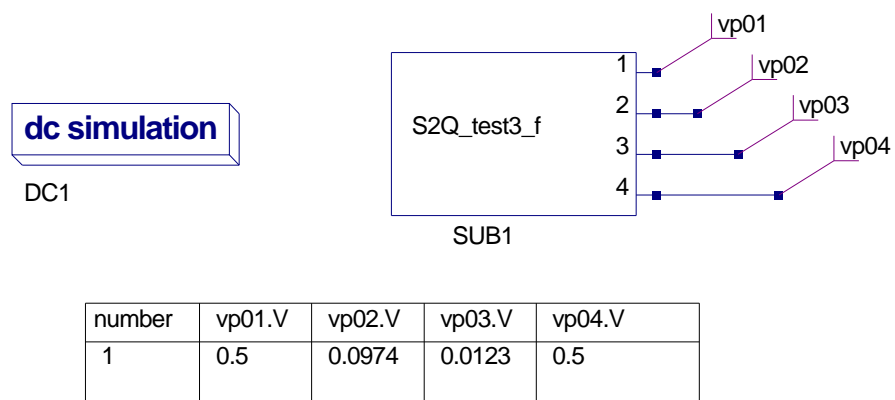 vp01
vp02
vp03
vp04
1
2
3
4
S2Q_test3_f
SUB1
dc simulation
DC1
number vp01.V vp02.V vp03.V vp04.V
1 0.5 0.0974 0.0123 0.5